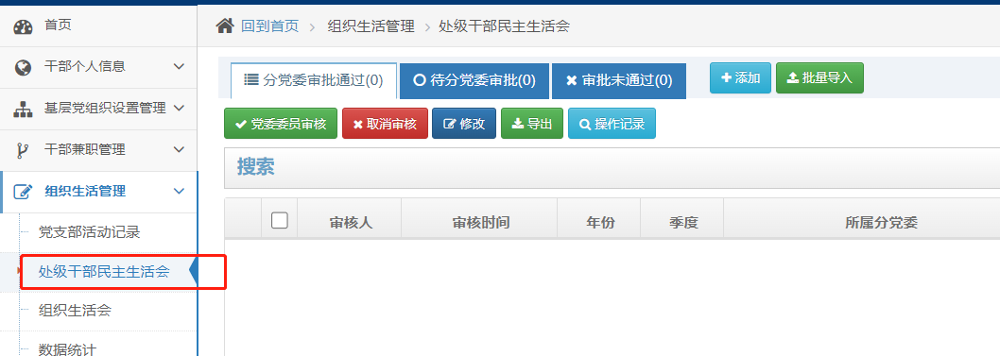 首页
干部个人信息
基层党组织设置管理
干部兼职管理
组织生活管理
党支部活动记录
处级干部民主生活会
组织生活会
数据统计
回到首页 组织生活管理 处级干部民主生活会
分党委审批通过(0) 待分党委审批(0) 审批未通过(0) 添加 批量导入
党委委员审核 取消审核 修改 导出 操作记录
搜索
审核人 审核时间 年份 季度 所属分党委